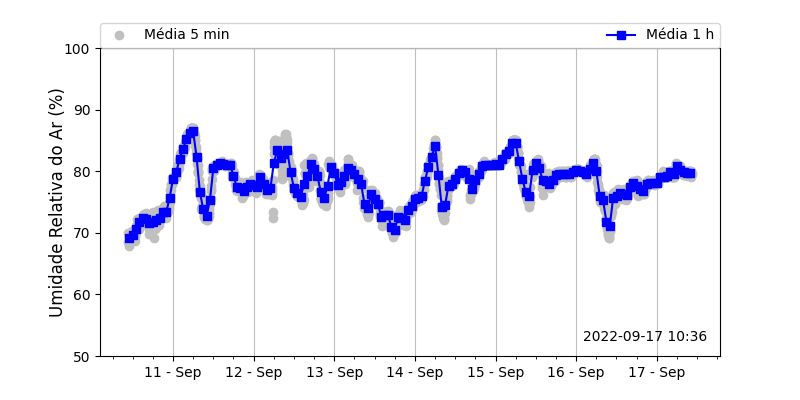 Média 5 min
Média 1 h
Umidade Relativa do Ar (%)
100
90
80
70
60
50
2022-09-17 10:36
11 - Sep
12 - Sep
13 - Sep
14 - Sep
15 - Sep
16 - Sep
17 - Sep